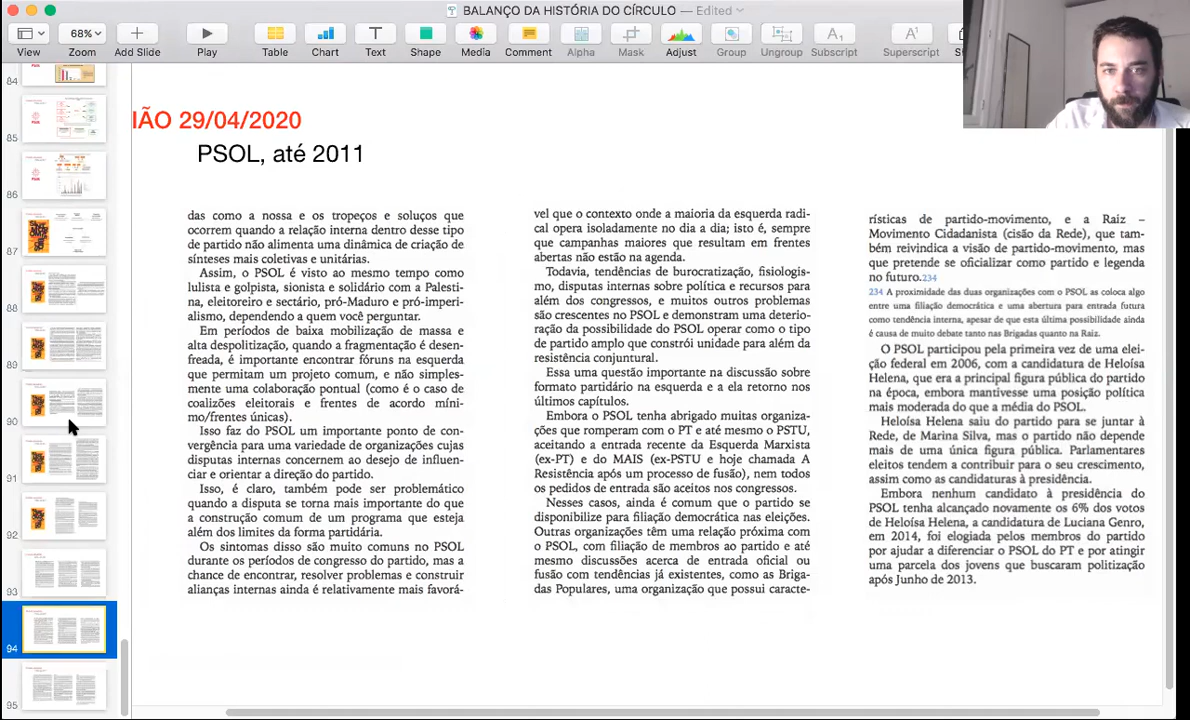 BALANÇO DA HISTÓRIA DO CÍRCULO — Edited
68%
View
Zoom
Add Slide
Play
Table
Chart
Text
Shape
Media
Comment
Alpha
Mask
Adjust
Group
Ungroup
Subscript
Superscript
84
85
86
87
88
89
90
91
92
93
94
95
IÃO 29/04/2020
PSOL, até 2011
das como a nossa e os tropeços e soluços que
ocorrem quando a relação interna dentro desse tipo
de partido não alimenta uma dinâmica de criação de
sínteses mais coletivas e unitárias.
Assim, o PSOL é visto ao mesmo tempo como
lulista e golpista, sionista e solidário com a Palesti-
na, eleitoreiro e sectário, pró-Maduro e pró-imperi-
alismo, dependendo a quem você perguntar.
Em períodos de baixa mobilização de massa e
alta despolitização, quando a fragmentação é desen-
freada, é importante encontrar fóruns na esquerda
que permitam um projeto comum, e não simples-
mente uma colaboração pontual (como é o caso de
coalizões eleitorais e frentes de acordo míni-
mo/frentes únicas).
Isso faz do PSOL um importante ponto de con-
vergência para uma variedade de organizações cujas
disputas internas concernem ao desejo de influen-
ciar e orientar a direção do partido.
Isso, é claro, também pode ser problemático
quando a disputa se torna mais importante do que
a construção comum de um programa que esteja
além dos limites da forma partidária.
Os sintomas disso são muito comuns no PSOL
durante os períodos de congresso do partido, mas a
chance de encontrar, resolver problemas e construir
alianças internas ainda é relativamente mais favorá-
vel que o contexto onde a maioria da esquerda radi-
cal opera isoladamente no dia a dia; isto é, sempre
que campanhas maiores que resultam em frentes
abertas não estão na agenda.
Todavia, tendências de burocratização, fisiologis-
mo, disputas internas sobre política e recursos para
além dos congressos, e muitos outros problemas
são crescentes no PSOL e demonstram uma deterio-
ração da possibilidade do PSOL operar como o tipo
de partido amplo que constrói unidade para além da
resistência conjuntural.
Essa uma questão importante na discussão sobre
formato partidário na esquerda e a ela retorno nos
últimos capítulos.
Embora o PSOL tenha abrigado muitas organiza-
ções que romperam com o PT e até mesmo o PSTU,
aceitando a entrada recente da Esquerda Marxista
(ex-PT) e do MAIS (ex-PSTU e hoje chamada A
Resistência após um processo de fusão), nem todos
os pedidos de entrada são aceitos nos congressos.
Nesses casos, ainda é comum que o partido se
disponibilize para filiação democrática nas eleições.
Outras organizações têm uma relação próxima com
o PSOL, com filiação de membros ao partido e até
mesmo discussões acerca de entrada oficial ou
fusão com tendências já existentes, como as Briga-
das Populares, uma organização que possui caracte-
rísticas de partido-movimento, e a Raiz –
Movimento Cidadanista (cisão da Rede), que tam-
bém reivindica a visão de partido-movimento, mas
que pretende se oficializar como partido e legenda
no futuro.234
234 A proximidade das duas organizações com o PSOL as coloca algo
entre uma filiação democrática e uma abertura para entrada futura
como tendência interna, apesar de que esta última possibilidade ainda
é causa de muito debate tanto nas Brigadas quanto na Raiz.
O PSOL participou pela primeira vez de uma elei-
ção federal em 2006, com a candidatura de Heloísa
Helena, que era a principal figura pública do partido
na época, embora mantivesse uma posição política
mais moderada do que a média do PSOL.
Heloísa Helena saiu do partido para se juntar à
Rede, de Marina Silva, mas o partido não depende
mais de uma única figura pública. Parlamentares
eleitos tendem a contribuir para o seu crescimento,
assim como as candidaturas à presidência.
Embora nenhum candidato à presidência do
PSOL tenha alcançado novamente os 6% dos votos
de Heloísa Helena, a candidatura de Luciana Genro,
em 2014, foi elogiada pelos membros do partido
por ajudar a diferenciar o PSOL do PT e por atingir
uma parcela dos jovens que buscaram politização
após Junho de 2013.